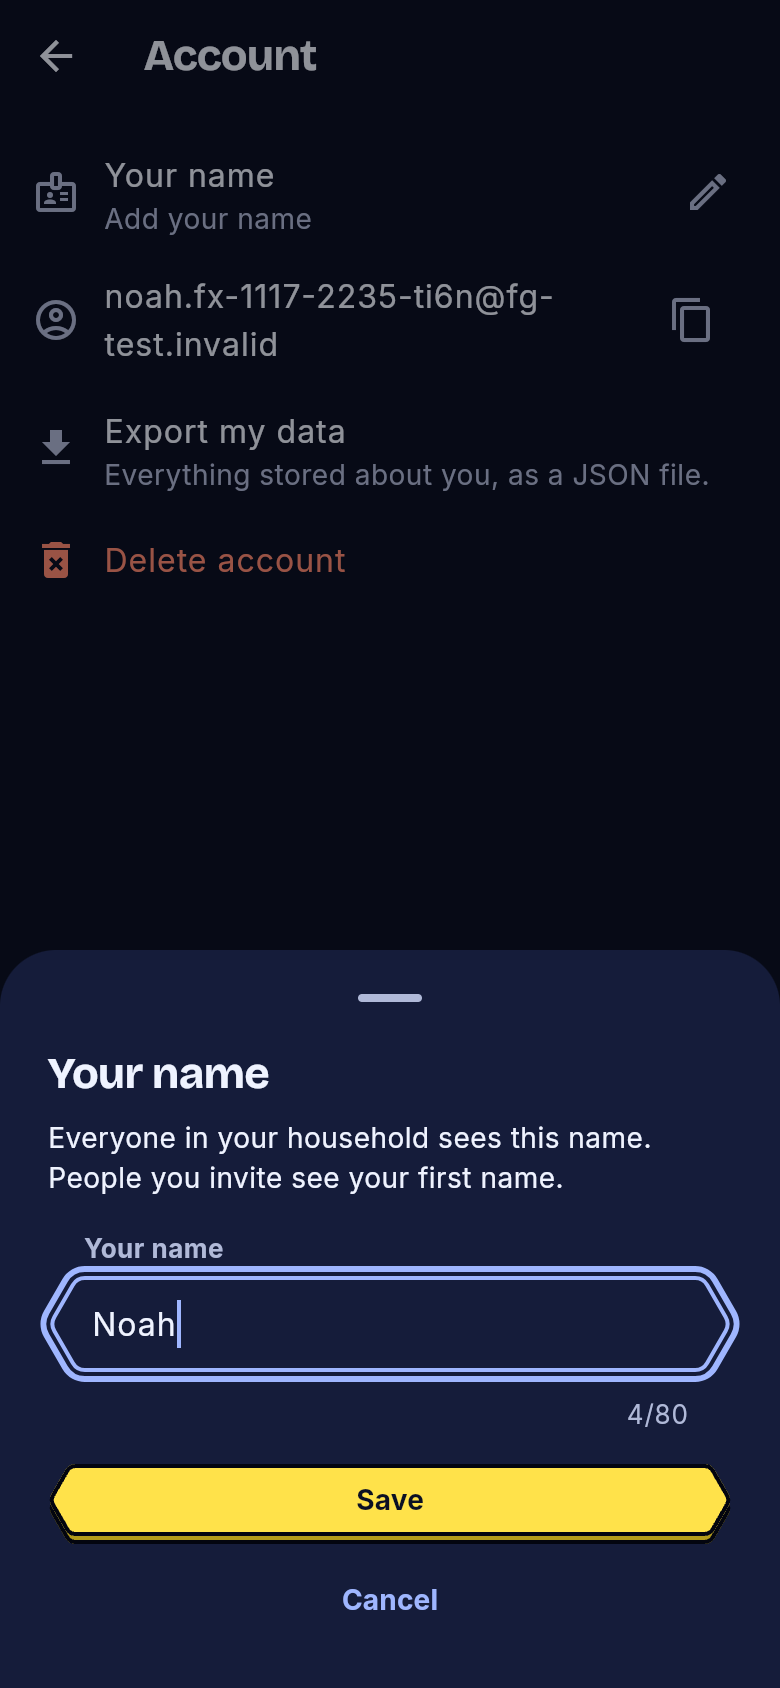 Account
Your name
Add your name
noah.fx-1117-2235-ti6n@fg-
test.invalid
Export my data
Everything stored about you, as a JSON file.
Delete account
Your name
Everyone in your household sees this name.
People you invite see your first name.
Your name
Noah
4/80
Save
Cancel